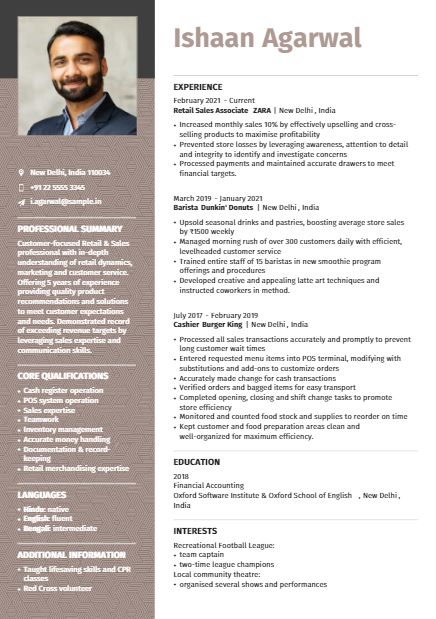 Ishaan Agarwal
New Delhi, India 110034
+91 22 5555 3345
i.agarwal@sample.in
PROFESSIONAL SUMMARY
Customer-focused Retail & Sales
professional with in-depth
understanding of retail dynamics,
marketing and customer service.
Offering 5 years of experience
providing quality product
recommendations and solutions
to meet customer expectations
and needs. Demonstrated record
of exceeding revenue targets by
leveraging sales expertise and
communication skills.
CORE QUALIFICATIONS
• Cash register operation
• POS system operation
• Sales expertise
• Teamwork
• Inventory management
• Accurate money handling
• Documentation & record-
keeping
• Retail merchandising expertise
LANGUAGES
• Hindu: native
• English: fluent
• Bengali: intermediate
ADDITIONAL INFORMATION
• Taught lifesaving skills and CPR
classes
• Red Cross volunteer
EXPERIENCE
February 2021 - Current
Retail Sales Associate ZARA | New Delhi , India
• Increased monthly sales 10% by effectively upselling and cross-
selling products to maximise profitability
• Prevented store losses by leveraging awareness, attention to detail
and integrity to identify and investigate concerns
• Processed payments and maintained accurate drawers to meet
financial targets.
March 2019 - January 2021
Barista Dunkin' Donuts | New Delhi , India
• Upsold seasonal drinks and pastries, boosting average store sales
by ₹1500 weekly
• Managed morning rush of over 300 customers daily with efficient,
levelheaded customer service
• Trained entire staff of 15 baristas in new smoothie program
offerings and procedures
• Developed creative and appealing latte art techniques and
instructed coworkers in method.
July 2017 - February 2019
Cashier Burger King | New Delhi , India
• Processed all sales transactions accurately and promptly to prevent
long customer wait times
• Entered requested menu items into POS terminal, modifying with
substitutions and add-ons to customize orders
• Accurately made change for cash transactions
• Verified orders and bagged items for easy transport
• Completed opening, closing and shift change tasks to promote
store efficiency
• Monitored and counted food stock and supplies to reorder on time
• Kept customer and food preparation areas clean and
well-organized for maximum efficiency.
EDUCATION
2018
Financial Accounting
Oxford Software Institute & Oxford School of English , New Delhi ,
India
INTERESTS
Recreational Football League:
• team captain
• two-time league champions
Local community theatre:
• organised several shows and performances